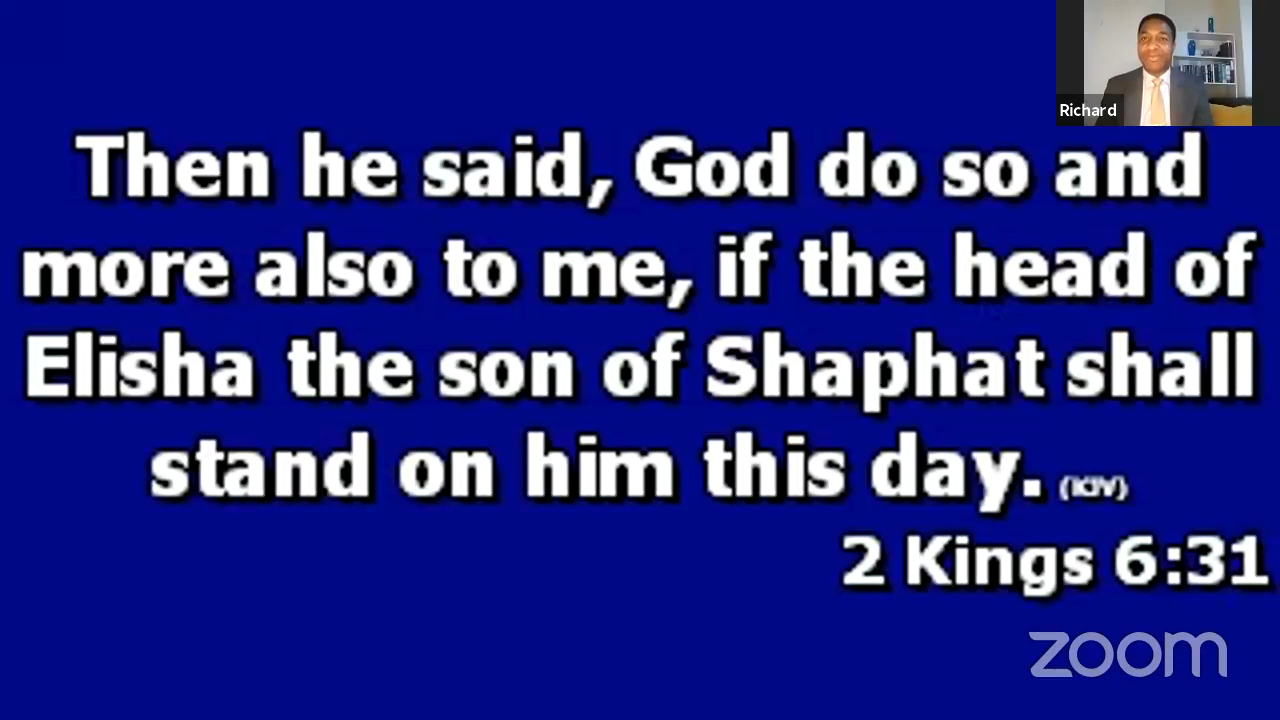 Richard
Then he said, God do so and
more also to me, if the head of
Elisha the son of Shaphat shall
stand on him this day. (KJV)
2 Kings 6:31
zoom